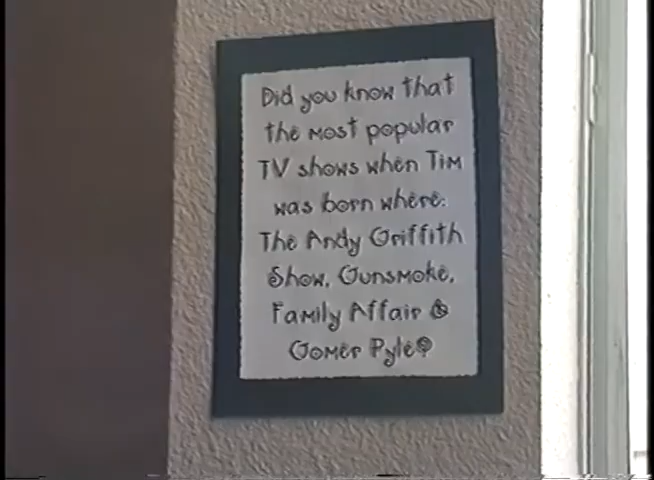 Did you know that
the most popular
TV shows when Tim
was born where:
The Andy Griffith
Show, Gunsmoke,
Family Affair &
Gomer Pyle?